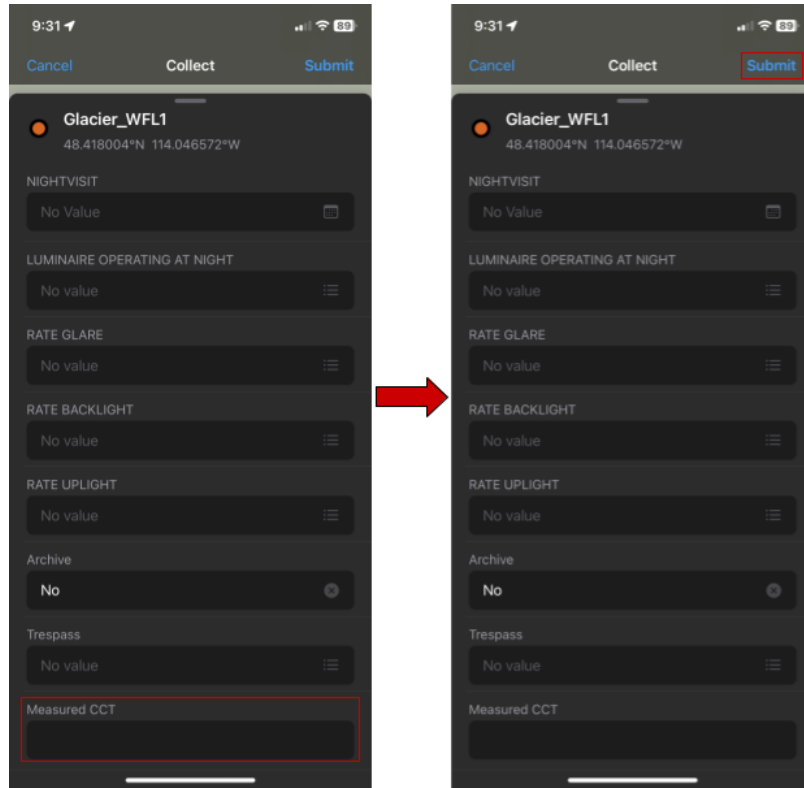 9:31
89
Cancel Collect Submit
Glacier_WFL1
48.418004°N 114.046572°W
NIGHTVISIT
No Value
LUMINAIRE OPERATING AT NIGHT
No value
RATE GLARE
No value
RATE BACKLIGHT
No value
RATE UPLIGHT
No value
Archive
No
Trespass
No value
Measured CCT
9:31
89
Cancel Collect Submit
Glacier_WFL1
48.418004°N 114.046572°W
NIGHTVISIT
No Value
LUMINAIRE OPERATING AT NIGHT
No value
RATE GLARE
No value
RATE BACKLIGHT
No value
RATE UPLIGHT
No value
Archive
No
Trespass
No value
Measured CCT